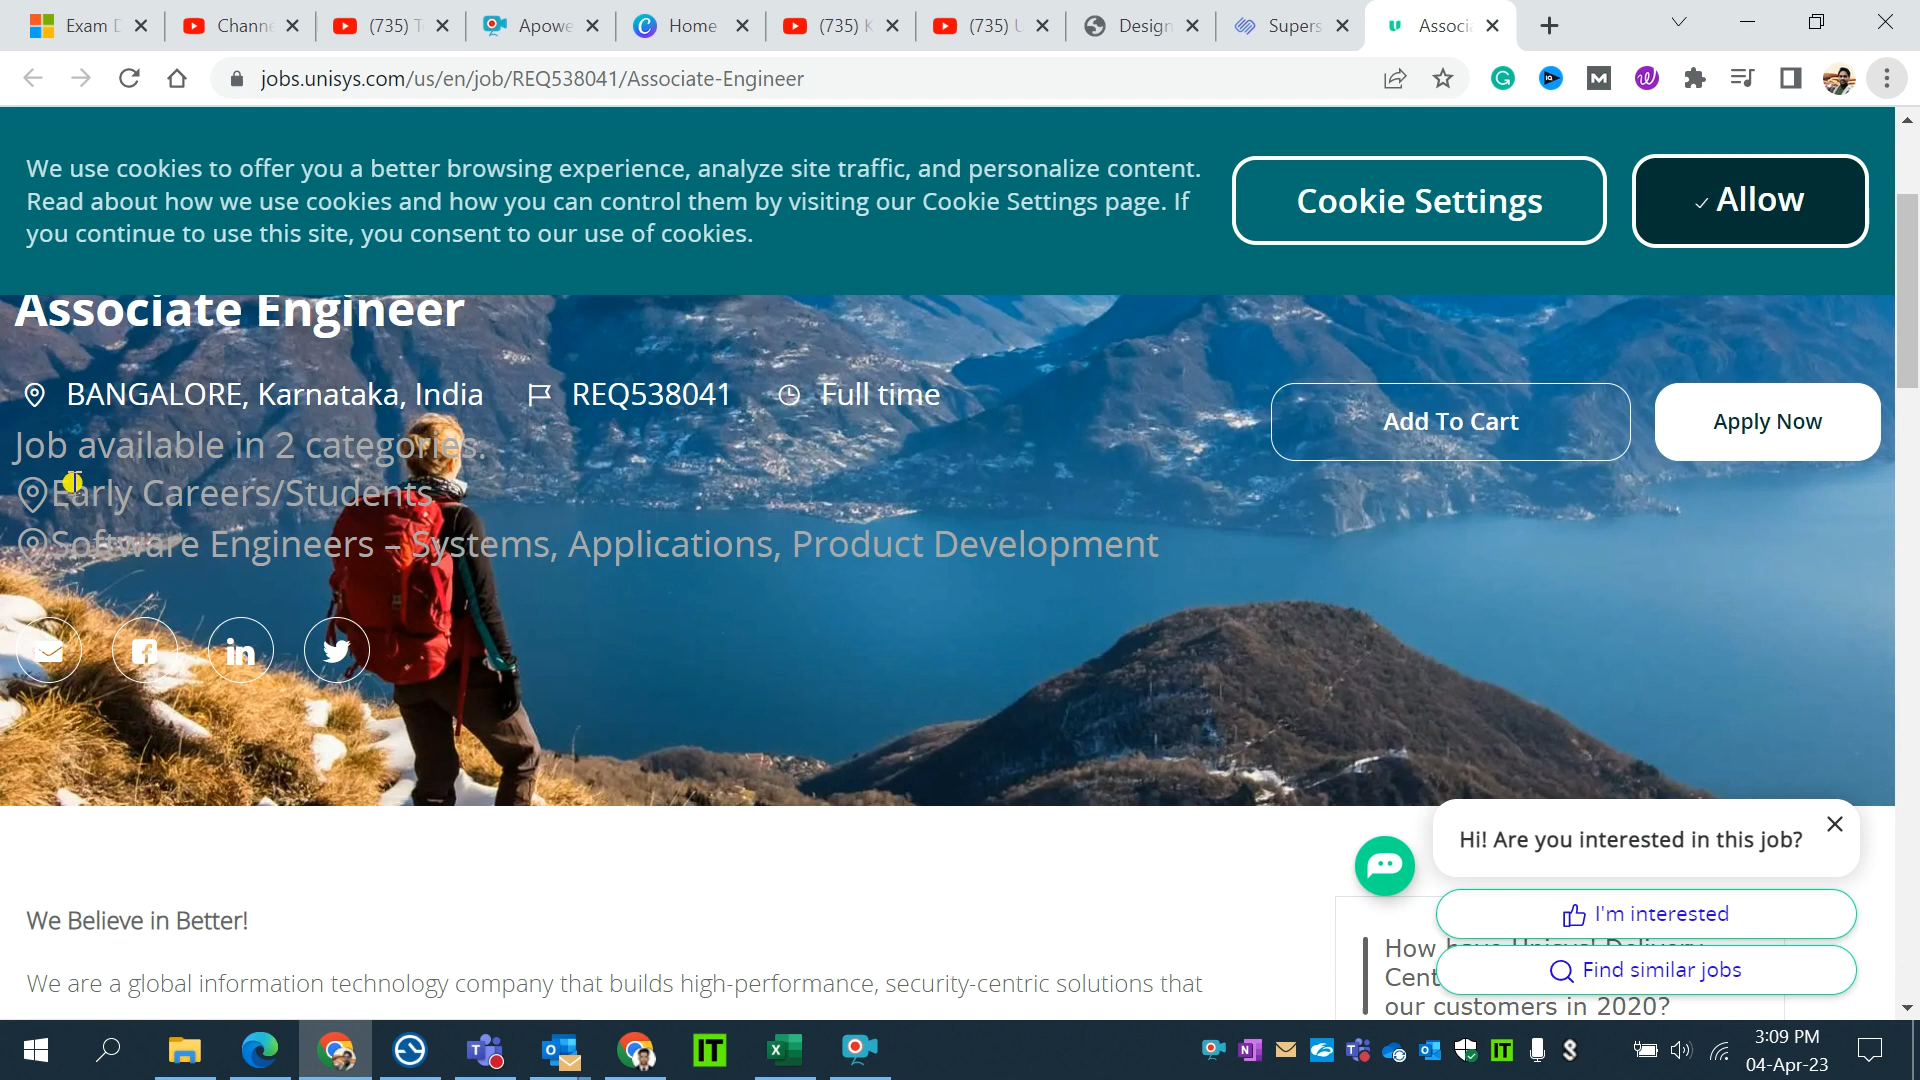 Exam D
Chann
(735) T
Apowe
Home
(735) K
(735) U
Design
Supers
Associa
jobs.unisys.com/us/en/job/REQ538041/Associate-Engineer
We use cookies to offer you a better browsing experience, analyze site traffic, and personalize content.
Read about how we use cookies and how you can control them by visiting our Cookie Settings page. If
you continue to use this site, you consent to our use of cookies.
Cookie Settings
Allow
Associate Engineer
BANGALORE, Karnataka, India
REQ538041
Full time
Add To Cart
Apply Now
Job available in 2 categories.
Early Careers/Students
Software Engineers – Systems, Applications, Product Development
Hi! Are you interested in this job?
I'm interested
Find similar jobs
We Believe in Better!
We are a global information technology company that builds high-performance, security-centric solutions that
How have Unisys' Delivery
Cent
our customers in 2020?
3:09 PM
04-Apr-23